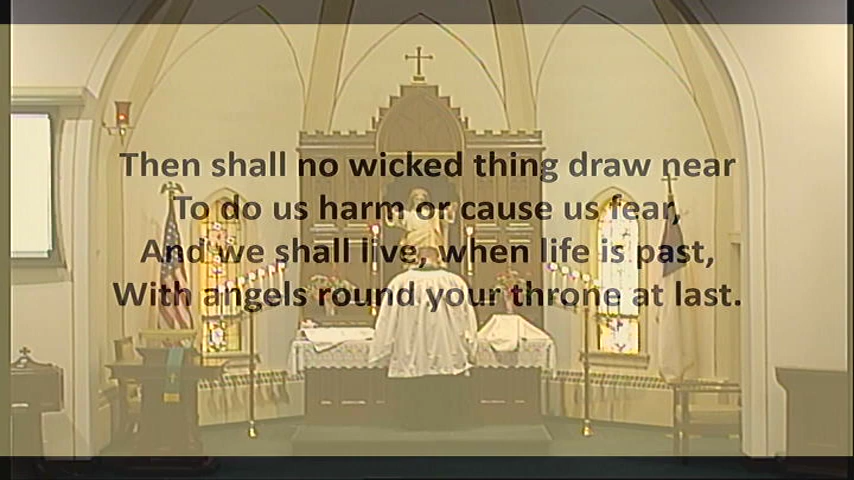 Then shall no wicked thing draw near
To do us harm or cause us fear,
And we shall live, when life is past,
With angels round your throne at last.